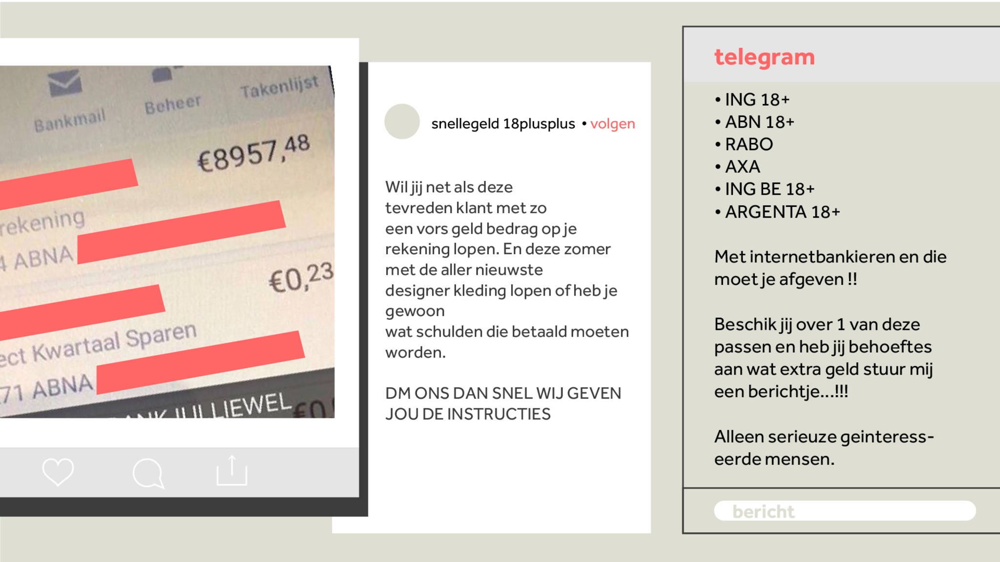 Bankmail
Beheer
Takenlijst
€8957,48
rekening
4 ABNA
€0,23
ect Kwartaal Sparen
71 ABNA
JULLIEWEL
€0,
snellegeld 18plusplus • volgen
Wil jij net als deze
tevreden klant met zo
een vors geld bedrag op je
rekening lopen. En deze zomer
met de aller nieuwste
designer kleding lopen of heb je
gewoon
wat schulden die betaald moeten
worden.
DM ONS DAN SNEL WIJ GEVEN
JOU DE INSTRUCTIES
telegram
• ING 18+
• ABN 18+
• RABO
• AXA
• ING BE 18+
• ARGENTA 18+
Met internetbankieren en die
moet je afgeven !!
Beschik jij over 1 van deze
passen en heb jij behoeftes
aan wat extra geld stuur mij
een berichtje...!!!
Alleen serieuze geinteress-
eerde mensen.
bericht